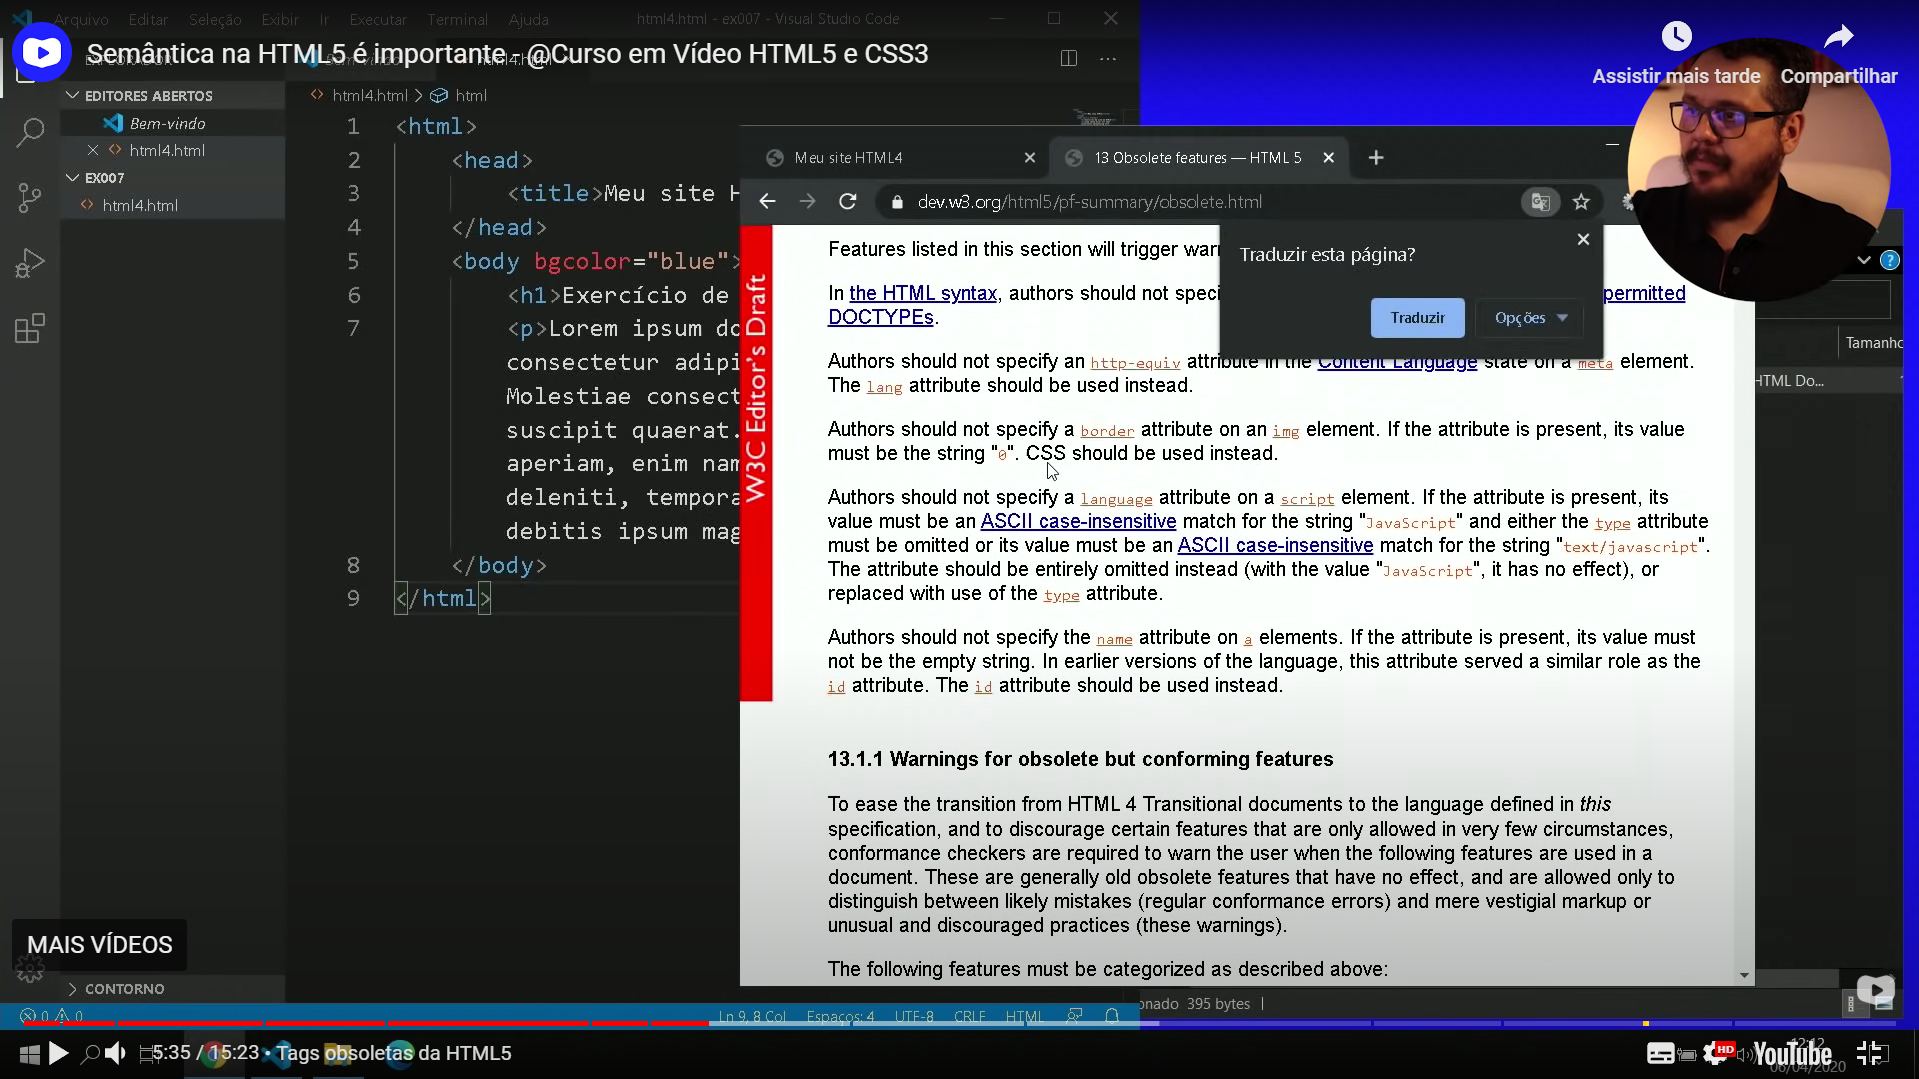 Arquivo Editar Seleção Exibir Ir Executar Terminal Ajuda html4.html - ex007 - Visual Studio Code
Semântica na HTML5 é importante - @Curso em Vídeo HTML5 e CSS3
Assistir mais tarde Compartilhar
EDITORES ABERTOS
Bem-vindo
html4.html
EX007
html4.html
html4.html > html
1 <html>
2 <head>
3 <title>Meu site H
4 </head>
5 <body bgcolor="blue">
6 <h1>Exercício de
7 <p>Lorem ipsum do
consectetur adipi
Molestiae consect
suscipit quaerat.
aperiam, enim nam
deleniti, tempora
debitis ipsum mag
8 </body>
9 </html>
Meu site HTML4
13 Obsolete features — HTML 5
dev.w3.org/html5/pf-summary/obsolete.html
Traduzir esta página?
Traduzir Opções
W3C Editor's Draft
Features listed in this section will trigger warn
In the HTML syntax, authors should not speci permitted
DOCTYPEs.
Authors should not specify an http-equiv attribute in the Content Language state on a meta element.
The lang attribute should be used instead.
Authors should not specify a border attribute on an img element. If the attribute is present, its value
must be the string "0". CSS should be used instead.
Authors should not specify a language attribute on a script element. If the attribute is present, its
value must be an ASCII case-insensitive match for the string "JavaScript" and either the type attribute
must be omitted or its value must be an ASCII case-insensitive match for the string "text/javascript".
The attribute should be entirely omitted instead (with the value "JavaScript", it has no effect), or
replaced with use of the type attribute.
Authors should not specify the name attribute on a elements. If the attribute is present, its value must
not be the empty string. In earlier versions of the language, this attribute served a similar role as the
id attribute. The id attribute should be used instead.
13.1.1 Warnings for obsolete but conforming features
To ease the transition from HTML 4 Transitional documents to the language defined in this
specification, and to discourage certain features that are only allowed in very few circumstances,
conformance checkers are required to warn the user when the following features are used in a
document. These are generally old obsolete features that have no effect, and are allowed only to
distinguish between likely mistakes (regular conformance errors) and mere vestigial markup or
unusual and discouraged practices (these warnings).
The following features must be categorized as described above:
Tamanho
HTML Do...
MAIS VÍDEOS
CONTORNO
0 0
Ln 9, 8 Col Espaços: 4 UTF-8 CRLF HTML
onado 395 bytes
5:35 / 15:23 • Tags obsoletas da HTML5
HD
YouTube
12:12
06/04/2020